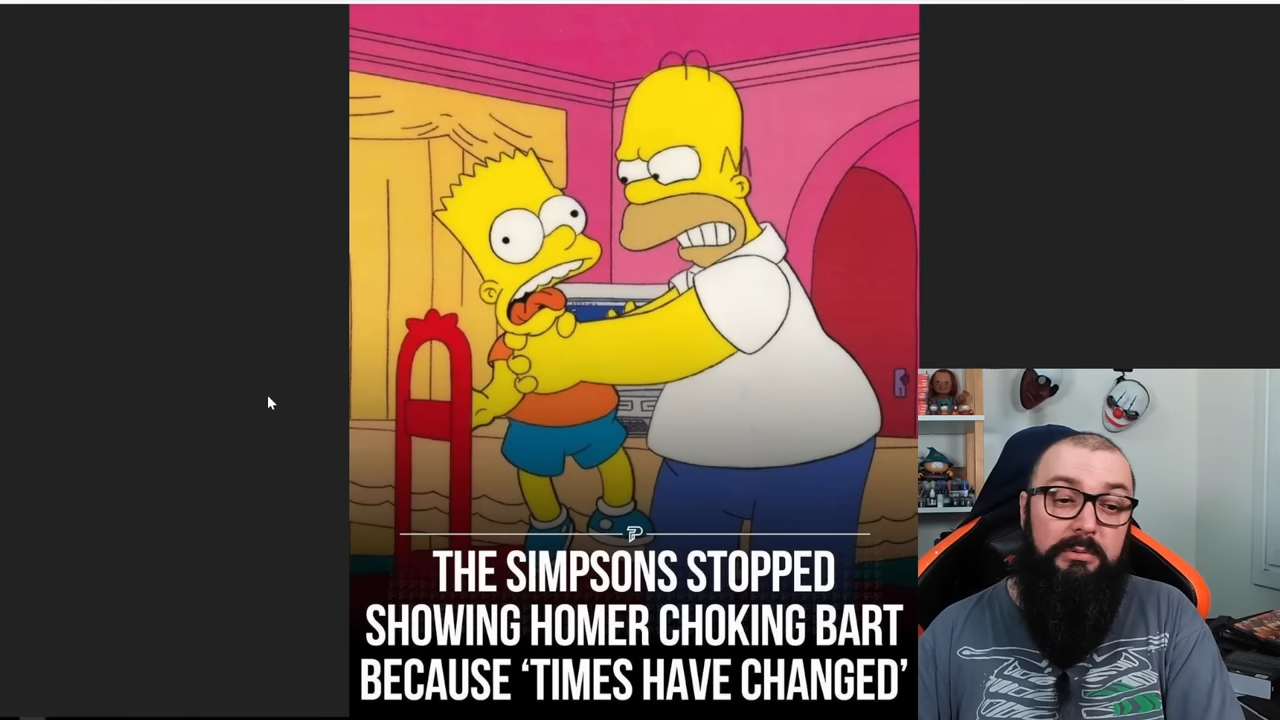 THE SIMPSONS STOPPED
SHOWING HOMER CHOKING BART
BECAUSE ‘TIMES HAVE CHANGED’